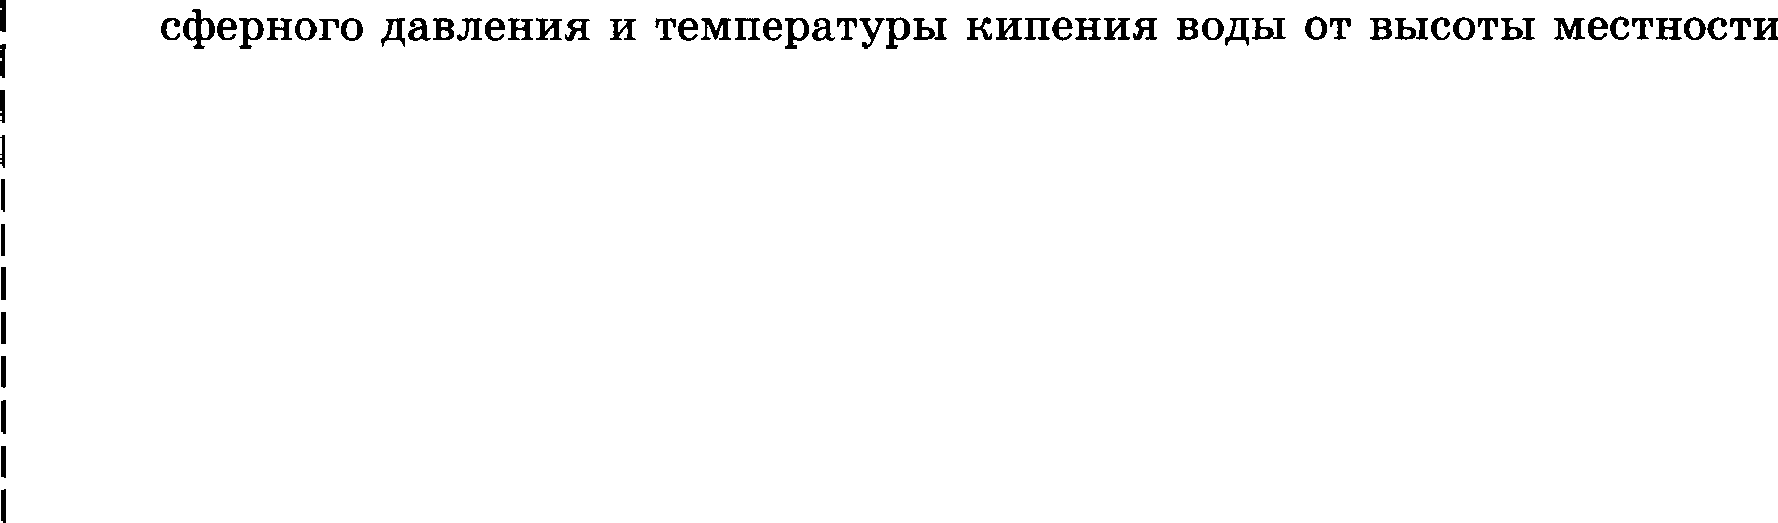 сферного давления и температуры кипения воды от высоты местности